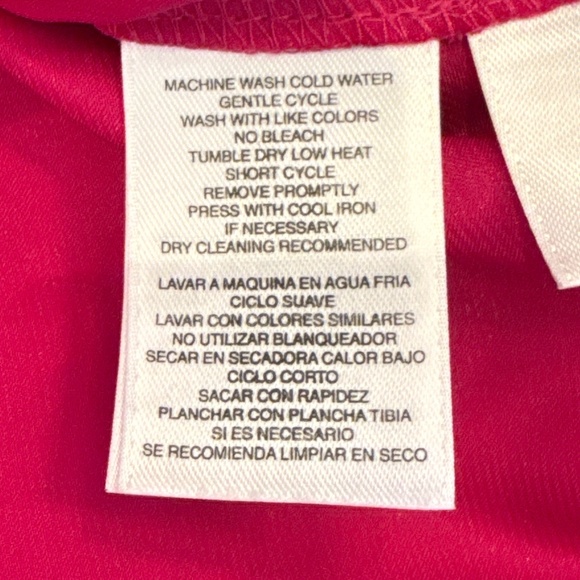 MACHINE WASH COLD WATER
GENTLE CYCLE
WASH WITH LIKE COLORS
NO BLEACH
TUMBLE DRY LOW HEAT
SHORT CYCLE
REMOVE PROMPTLY
PRESS WITH COOL IRON
IF NECESSARY
DRY CLEANING RECOMMENDED
LAVAR A MAQUINA EN AGUA FRIA
CICLO SUAVE
LAVAR CON COLORES SIMILARES
NO UTILIZAR BLANQUEADOR
SECAR EN SECADORA CALOR BAJO
CICLO CORTO
SACAR CON RAPIDEZ
PLANCHAR CON PLANCHA TIBIA
SI ES NECESARIO
SE RECOMIENDA LIMPIAR EN SECO